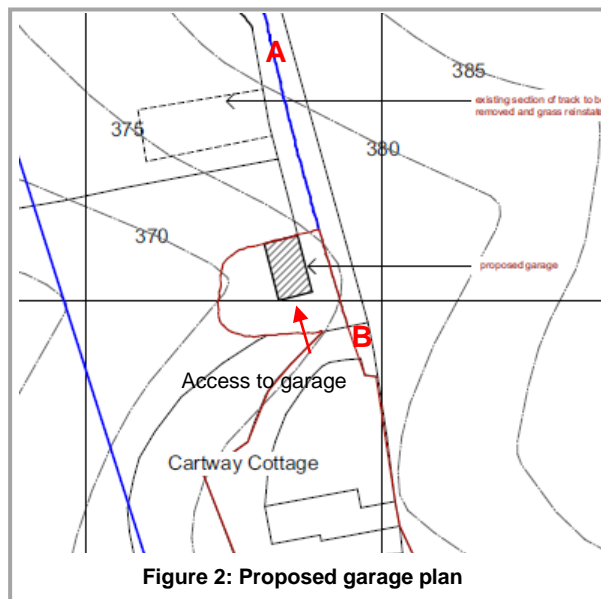 A
385
existing section of track to be
removed and grass reinstate
375
380
370
proposed garage
B
Access to garage
Cartway Cottage
Figure 2: Proposed garage plan